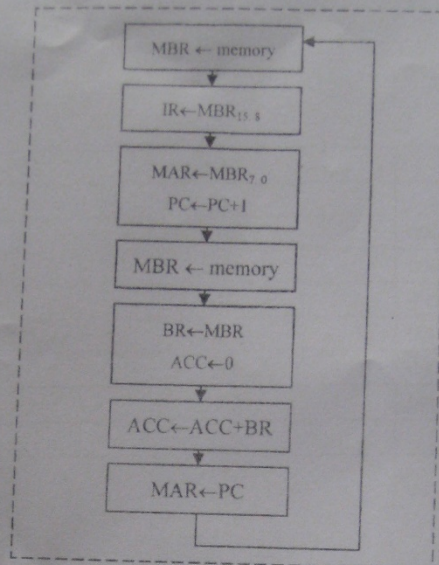 MBR ← memory
IR←MBR15..8
MAR←MBR7..0
PC←PC+1
MBR ← memory
BR←MBR
ACC←0
ACC←ACC+BR
MAR←PC